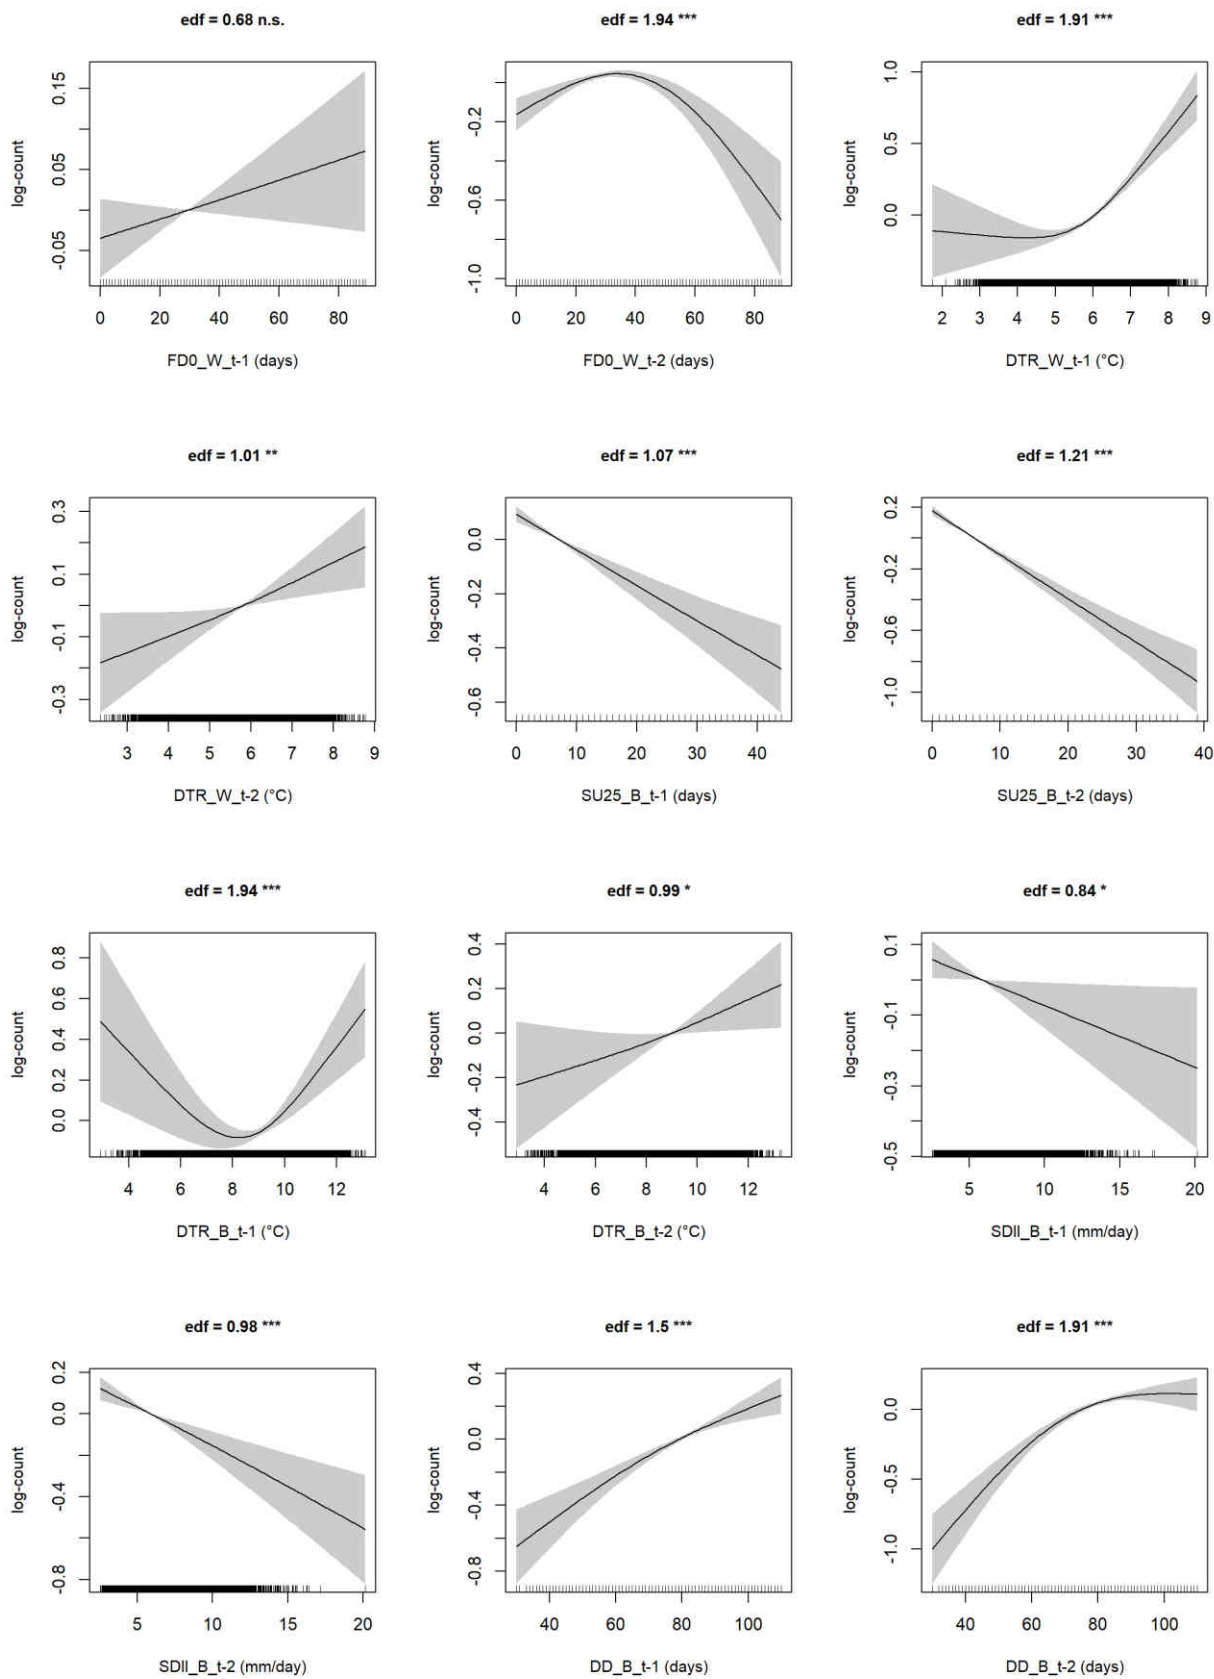 edf = 0.68 n.s.
log-count
0.15
0.05
-0.05
0 20 40 60 80
FD0_W_t-1 (days)
edf = 1.94 ***
log-count
-0.2
-0.6
-1.0
0 20 40 60 80
FD0_W_t-2 (days)
edf = 1.91 ***
log-count
1.0
0.5
0.0
2 3 4 5 6 7 8 9
DTR_W_t-1 (°C)
edf = 1.01 **
log-count
0.3
0.1
-0.1
-0.3
3 4 5 6 7 8 9
DTR_W_t-2 (°C)
edf = 1.07 ***
log-count
0.0
-0.2
-0.4
-0.6
0 10 20 30 40
SU25_B_t-1 (days)
edf = 1.21 ***
log-count
0.2
-0.2
-0.6
-1.0
0 10 20 30 40
SU25_B_t-2 (days)
edf = 1.94 ***
log-count
0.8
0.6
0.4
0.2
0.0
4 6 8 10 12
DTR_B_t-1 (°C)
edf = 0.99 *
log-count
0.4
0.2
0.0
-0.2
-0.4
4 6 8 10 12
DTR_B_t-2 (°C)
edf = 0.84 *
log-count
0.1
-0.1
-0.3
-0.5
5 10 15 20
SDII_B_t-1 (mm/day)
edf = 0.98 ***
log-count
0.2
0.0
-0.4
-0.8
5 10 15 20
SDII_B_t-2 (mm/day)
edf = 1.5 ***
log-count
0.4
0.0
-0.4
-0.8
40 60 80 100
DD_B_t-1 (days)
edf = 1.91 ***
log-count
0.0
-0.5
-1.0
40 60 80 100
DD_B_t-2 (days)